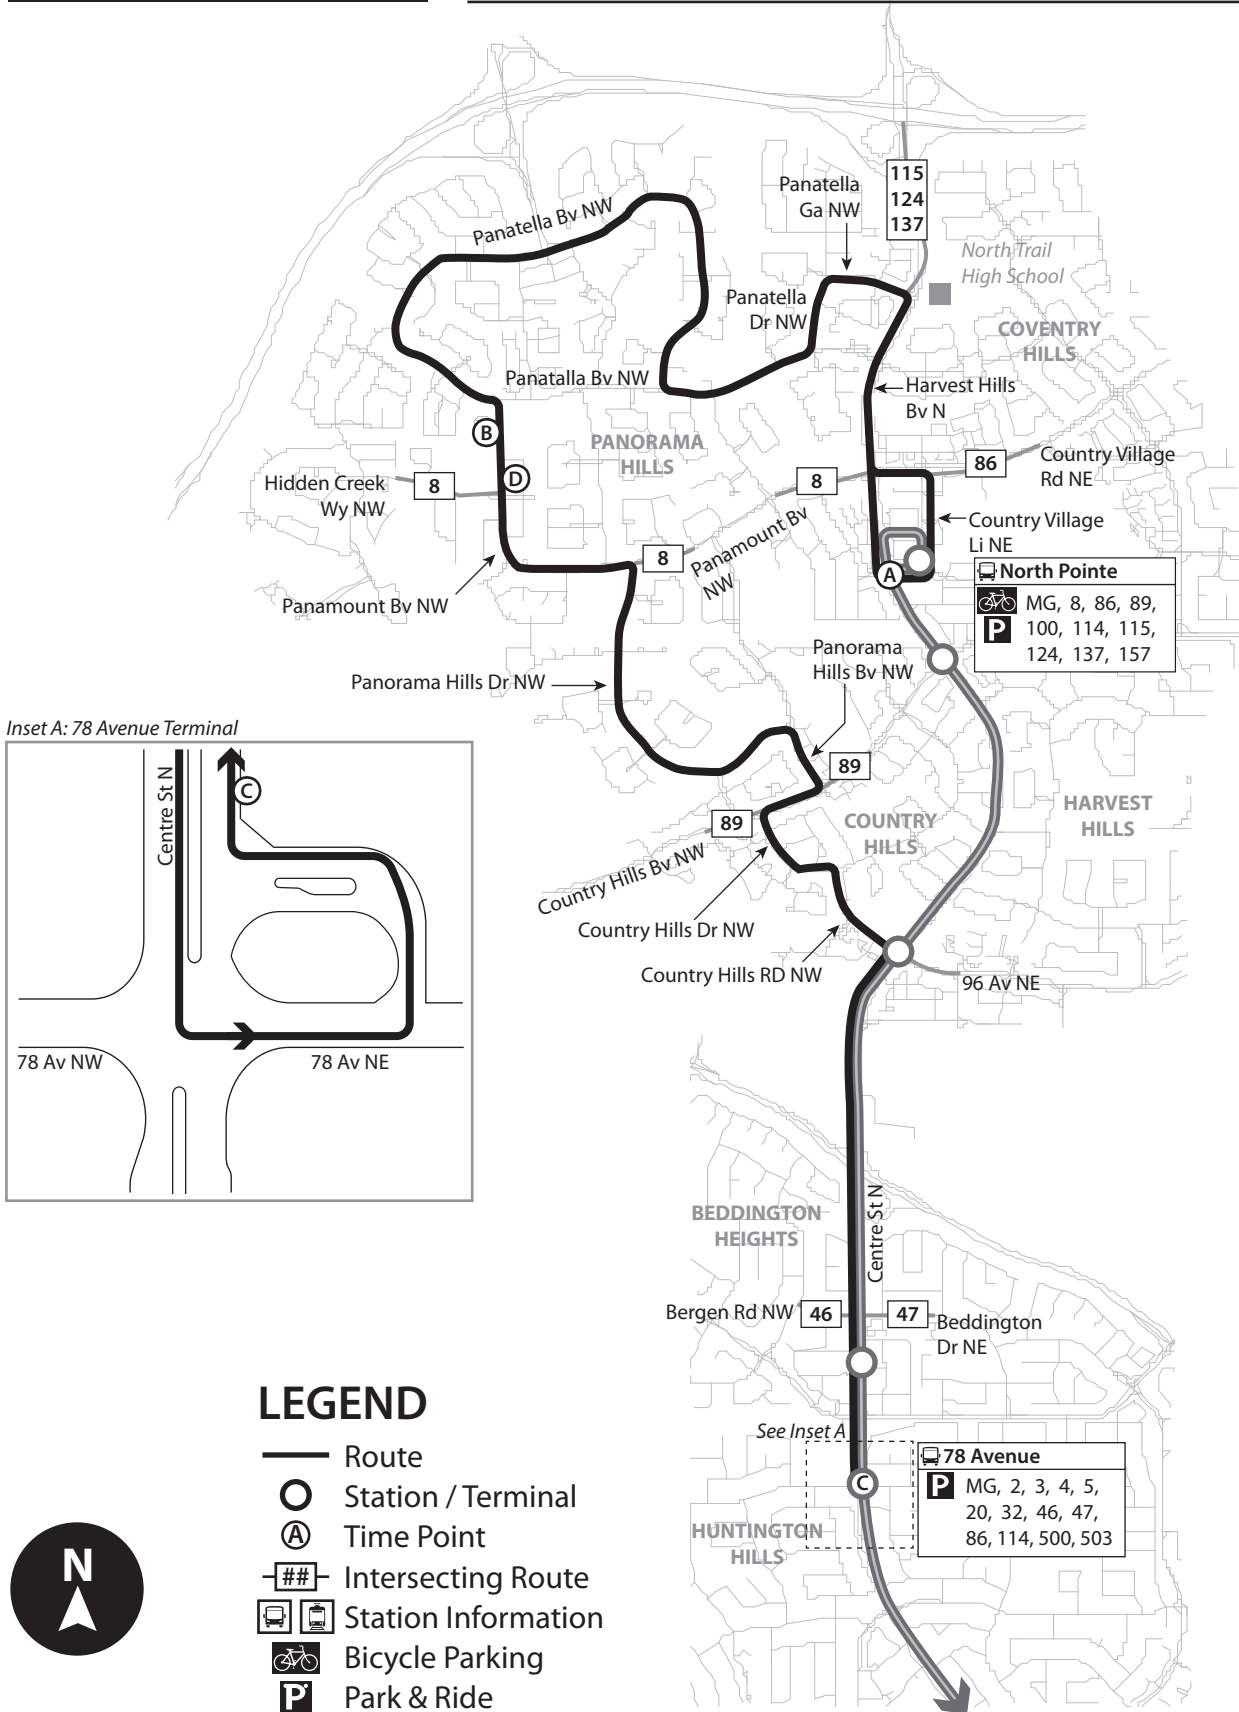 115
124
137
Panatella
Ga NW
North Trail
High School
Panatella Bv NW
Panatella
Dr NW
COVENTRY
HILLS
Panatalla Bv NW
Harvest Hills
Bv N
B
PANORAMA
HILLS
D
Hidden Creek
Wy NW
8
8
86
Country Village
Rd NE
Country Village
Li NE
8
Panamount Bv
NW
A
Panamount Bv NW
North Pointe
MG, 8, 86, 89,
P
100, 114, 115,
124, 137, 157
Panorama
Hills Bv NW
Panorama Hills Dr NW
89
89
COUNTRY
HILLS
HARVEST
HILLS
Country Hills Bv NW
Country Hills Dr NW
Country Hills RD NW
96 Av NE
Inset A: 78 Avenue Terminal
Centre St N
C
78 Av NW
78 Av NE
BEDDINGTON
HEIGHTS
Centre St N
Bergen Rd NW
46
47
Beddington
Dr NE
See Inset A
C
78 Avenue
P
MG, 2, 3, 4, 5,
20, 32, 46, 47,
86, 114, 500, 503
HUNTINGTON
HILLS
LEGEND
Route
Station / Terminal
A Time Point
## Intersecting Route
Station Information
Bicycle Parking
P Park & Ride
N